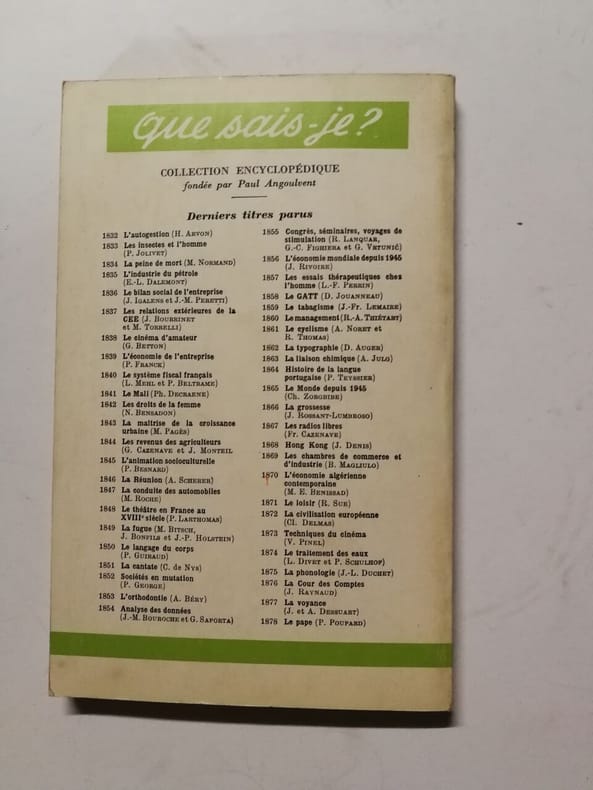 Que sais-je?
COLLECTION ENCYCLOPÉDIQUE
fondée par Paul Angoulvent
Derniers titres parus
1832 L'autogestion (H. Arvon)
1833 Les insectes et l'homme
(P. Jolivet)
1834 La peine de mort (M. Normand)
1835 L'industrie du pétrole
(E.-L. Dalemont)
1836 Le bilan social de l'entreprise
(J. Igalens et J.-M. Peretti)
1837 Les relations extérieures de la
CEE (J. Bourrinet
et M. Torrelli)
1838 Le cinéma d'amateur
(G. Betton)
1839 L'économie de l'entreprise
(P. France)
1840 Le système fiscal français
(L. Mehl et P. Beltrame)
1841 Le Mali (Ph. Decraene)
1842 Les droits de la femme
(N. Bensadon)
1843 La maîtrise de la croissance
urbaine (M. Pagès)
1844 Les revenus des agriculteurs
(G. Cazenave et J. Monteil
1845 L'animation socioculturelle
(P. Besnard)
1846 La Réunion (A. Scherer)
1847 La conduite des automobiles
(M. Roche)
1848 Le théâtre en France au
XVIIIe siècle (P. Larthomas)
1849 La fugue (M. Bitsch,
J. Bonfils et J.-P. Holstein)
1850 Le langage du corps
(P. Guiraud)
1851 La cantate (C. de Nys)
1852 Sociétés en mutation
(P. George)
1853 L'orthodontie (A. Béry)
1854 Analyse des données
(J.-M. Bouroche et G. Saporta)
1855 Congrès, séminaires, voyages de
stimulation (R. Lanquar,
G.-C. Fighiera et G. Vetunić)
1856 L'économie mondiale depuis 1945
(J. Rivoire)
1857 Les essais thérapeutiques chez
l'homme (L.-F. Perrin)
1858 Le GATT (D. Jouanneau)
1859 Le tabagisme (J.-Fr. Lemaire)
1860 Le management (R.-A. Thiétart)
1861 Le cyclisme (A. Noret et
R. Thomas)
1862 La typographie (D. Auger)
1863 La liaison chimique (A. Julg)
1864 Histoire de la langue
portugaise (P. Teyssier)
1865 Le Monde depuis 1945
(Ch. Zorgbibe)
1866 La grossesse
(J. Rossant-Lumbroso)
1867 Les radios libres
(Fr. Cazenave)
1868 Hong Kong (J. Denis)
1869 Les chambres de commerce et
d'industrie (B. Magliulo)
1870 L'économie algérienne
contemporaine
(M. E. Benissad)
1871 Le loisir (R. Sue)
1872 La civilisation européenne
(Cl. Delmas)
1873 Techniques du cinéma
(V. Pinel)
1874 Le traitement des eaux
(L. Divet et P. Schulhof)
1875 La phonologie (J.-L. Duchet)
1876 La Cour des Comptes
(J. Raynaud)
1877 La voyance
(J. et A. Dessuart)
1878 Le pape (P. Poupard)